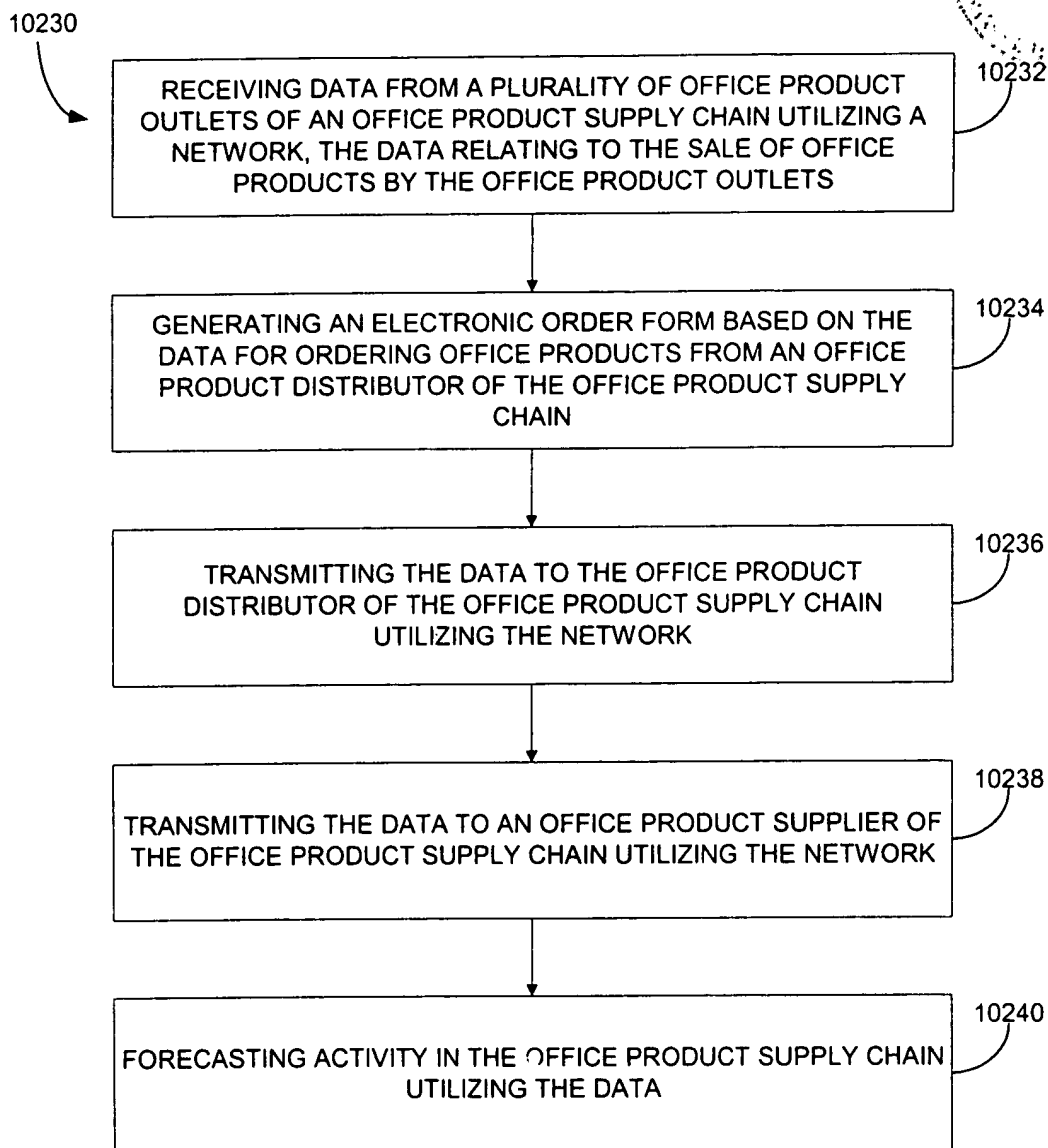 10230
10232
RECEIVING DATA FROM A PLURALITY OF OFFICE PRODUCT
OUTLETS OF AN OFFICE PRODUCT SUPPLY CHAIN UTILIZING A
NETWORK, THE DATA RELATING TO THE SALE OF OFFICE
PRODUCTS BY THE OFFICE PRODUCT OUTLETS
10234
GENERATING AN ELECTRONIC ORDER FORM BASED ON THE
DATA FOR ORDERING OFFICE PRODUCTS FROM AN OFFICE
PRODUCT DISTRIBUTOR OF THE OFFICE PRODUCT SUPPLY
CHAIN
10236
TRANSMITTING THE DATA TO THE OFFICE PRODUCT
DISTRIBUTOR OF THE OFFICE PRODUCT SUPPLY CHAIN
UTILIZING THE NETWORK
10238
TRANSMITTING THE DATA TO AN OFFICE PRODUCT SUPPLIER OF
THE OFFICE PRODUCT SUPPLY CHAIN UTILIZING THE NETWORK
10240
FORECASTING ACTIVITY IN THE OFFICE PRODUCT SUPPLY CHAIN
UTILIZING THE DATA